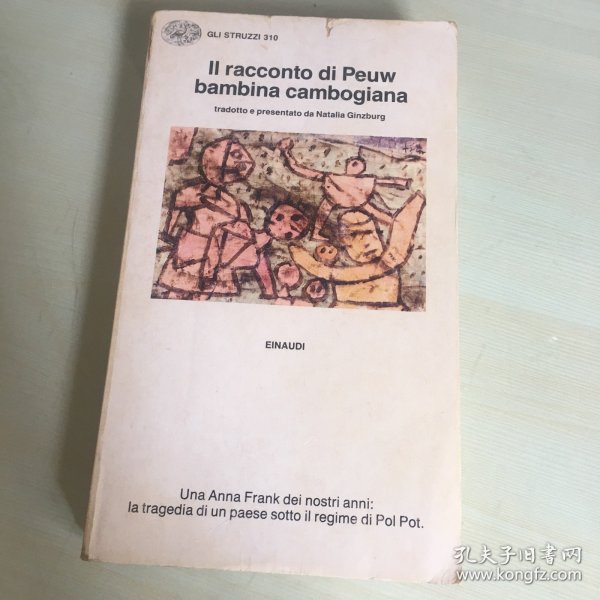 GLI STRUZZI 310
Il racconto di Peuw
bambina cambogiana
tradotto e presentato da Natalia Ginzburg
EINAUDI
Una Anna Frank dei nostri anni:
la tragedia di un paese sotto il regime di Pol Pot.
孔夫子旧书网
www.kongfz.com